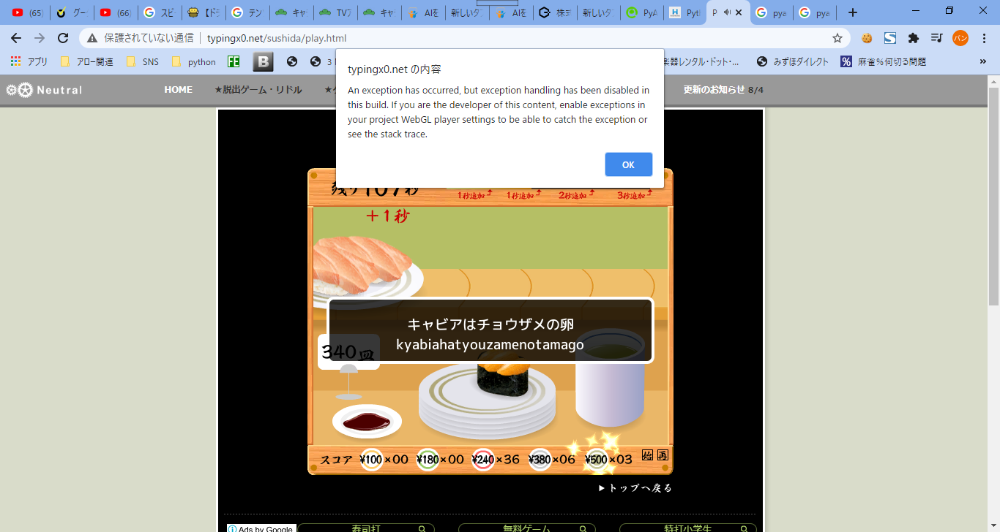 (65)
グー
(66)
スピ
【ドラ
テン
キャ
TVア
キャ
AIを
新しいタブ
AIを
株式
新しいタブ
PyA
Pyt
P
pya
pya
保護されていない通信
typingx0.net/sushida/play.html
アプリ
アロー関連
SNS
python
FE
B
3
楽器レンタル・ドット・...
みずほダイレクト
麻雀％何切る問題
»
Neutral
HOME
★脱出ゲーム・リドル
更新のお知らせ 8/4
typingx0.net の内容
An exception has occurred, but exception handling has been disabled in
this build. If you are the developer of this content, enable exceptions in
your project WebGL player settings to be able to catch the exception or
see the stack trace.
OK
残り107秒
1秒追加
1秒追加
2秒追加
3秒追加
＋1秒
キャビアはチョウザメの卵
kyabiahatyouzamenotamago
340皿
スコア ¥100×00 ¥180×00 ¥240×36 ¥380×06 ¥500×03
トップへ戻る
Ads by Google
寿司打
無料ゲーム
特打小学生